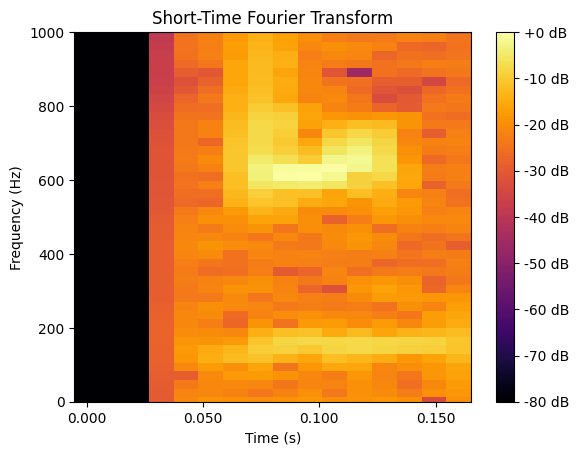 Short-Time Fourier Transform
Frequency (Hz)
1000
800
600
400
200
0
0.000
0.050
0.100
0.150
Time (s)
+0 dB
-10 dB
-20 dB
-30 dB
-40 dB
-50 dB
-60 dB
-70 dB
-80 dB